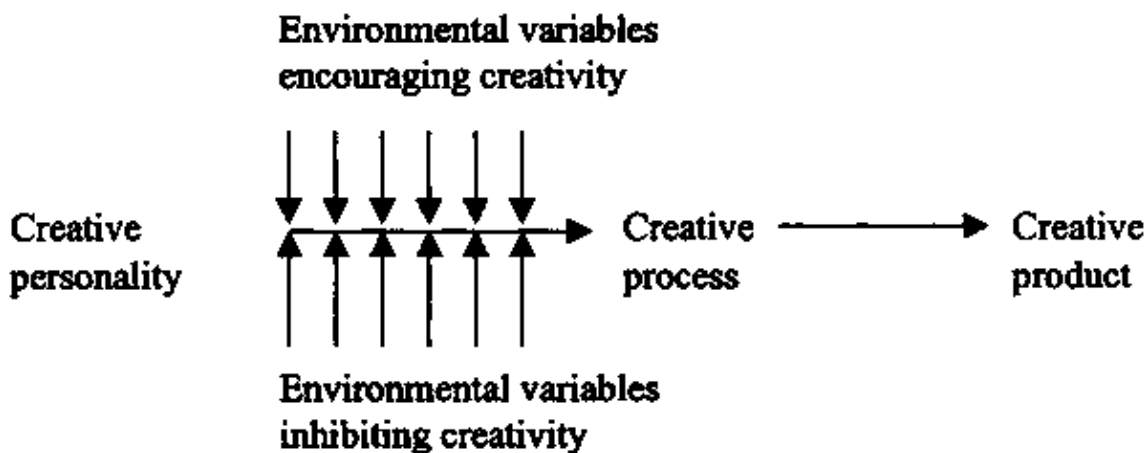 Environmental variables
encouraging creativity
Creative
personality
Creative
process
Creative
product
Environmental variables
inhibiting creativity